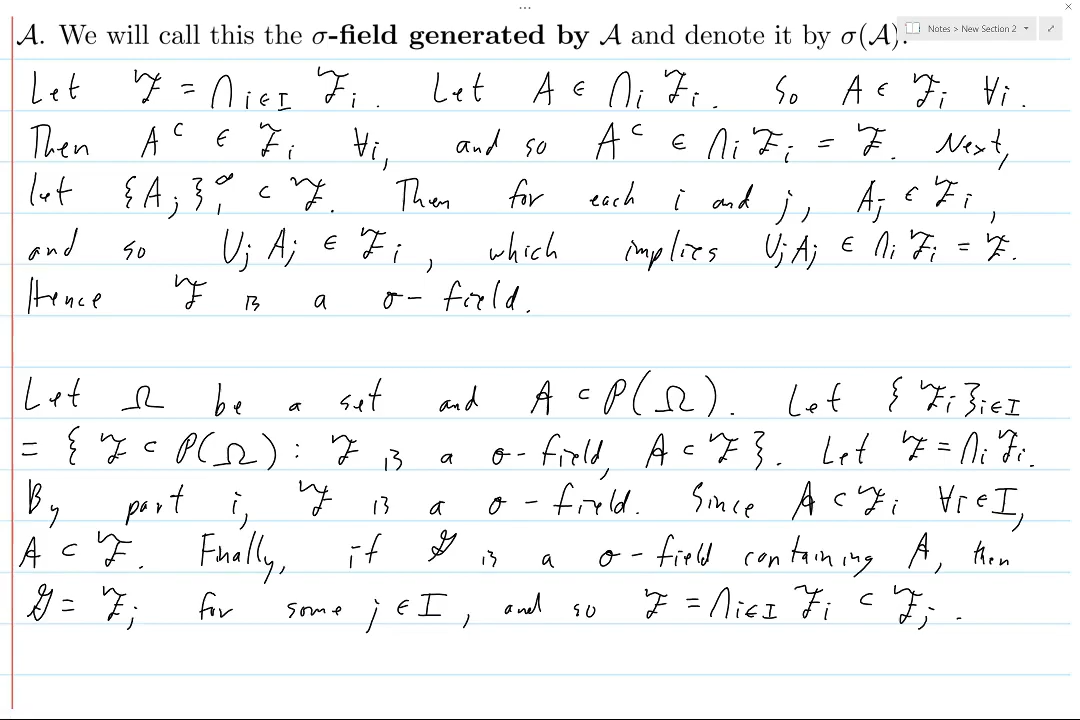 ...
𝒜. We will call this the σ-field generated by 𝒜 and denote it by σ(𝒜).
Notes > New Section 2
Let ℱ = ∩i∈I ℱi. Let A ∈ ∩i ℱi. So A ∈ ℱi ∀i.
Then A^c ∈ ℱi ∀i, and so A^c ∈ ∩i ℱi = ℱ. Next,
let {Aj}₁^∞ ⊂ ℱ. Then for each i and j, Aj ∈ ℱi,
and so ∪j Aj ∈ ℱi, which implies ∪j Aj ∈ ∩i ℱi = ℱ.
Hence ℱ is a σ-field.
Let Ω be a set and A ⊂ P(Ω). Let {ℱi}i∈I
= {ℱ ⊂ P(Ω) : ℱ is a σ-field, A ⊂ ℱ}. Let ℱ = ∩i ℱi.
By part i, ℱ is a σ-field. Since A ⊂ ℱi ∀i∈I,
A ⊂ ℱ. Finally, if 𝒢 is a σ-field containing A, then
𝒢 = ℱj for some j ∈ I, and so ℱ = ∩i∈I ℱi ⊂ ℱj.